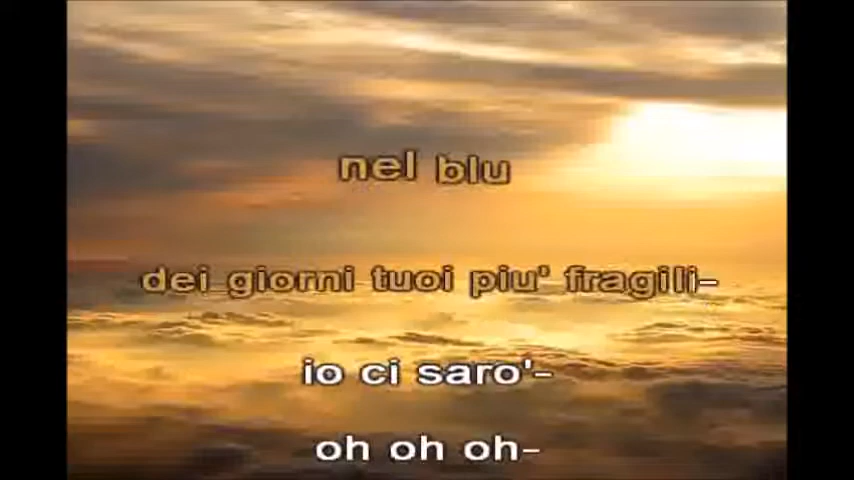 nel blu
dei giorni tuoi piu' fragili-
io ci saro'-
oh oh oh-